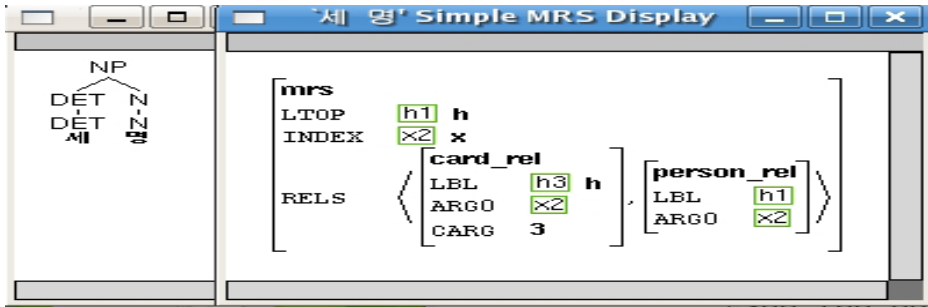 '세 명' Simple MRS Display
NP
DET N
DET N
세 명
mrs
LTOP h1 h
INDEX x2 x
RELS
card_rel
LBL h3 h
ARG0 x2
CARG 3
,
person_rel
LBL h1
ARG0 x2